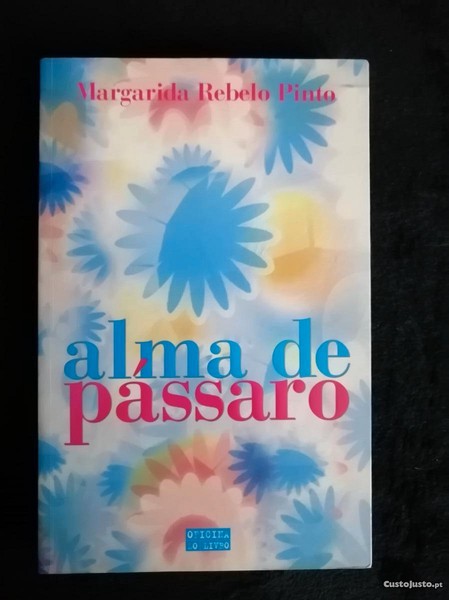 Margarida Rebelo Pinto
alma de
pássaro
OFICINA
DO LIVRO
CustoJusto.pt